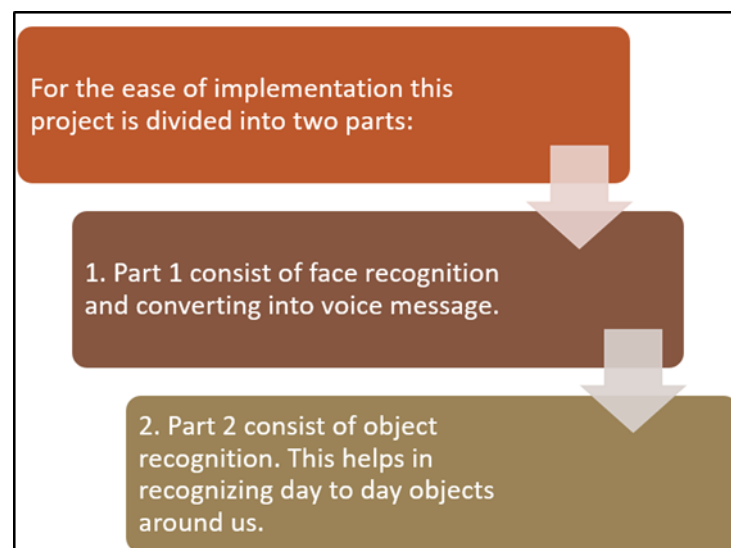 For the ease of implementation this
project is divided into two parts:
1. Part 1 consist of face recognition
and converting into voice message.
2. Part 2 consist of object
recognition. This helps in
recognizing day to day objects
around us.